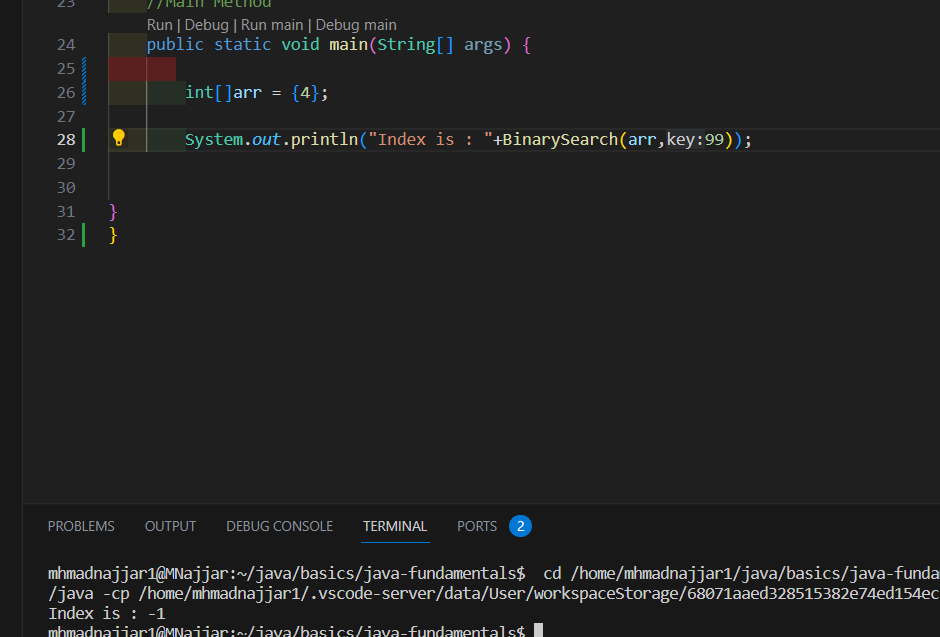 23 //Main Method
Run | Debug | Run main | Debug main
24 public static void main(String[] args) {
25
26 int[]arr = {4};
27
28 System.out.println("Index is : "+BinarySearch(arr,key:99));
29
30
31 }
32 }
PROBLEMS OUTPUT DEBUG CONSOLE TERMINAL PORTS 2
mhmadnajjar1@MNajjar:~/java/basics/java-fundamentals$ cd /home/mhmadnajjar1/java/basics/java-funda
/java -cp /home/mhmadnajjar1/.vscode-server/data/User/workspaceStorage/68071aaed328515382e74ed154ec
Index is : -1
mhmadnajjar1@MNajjar:~/java/basics/java-fundamentals$